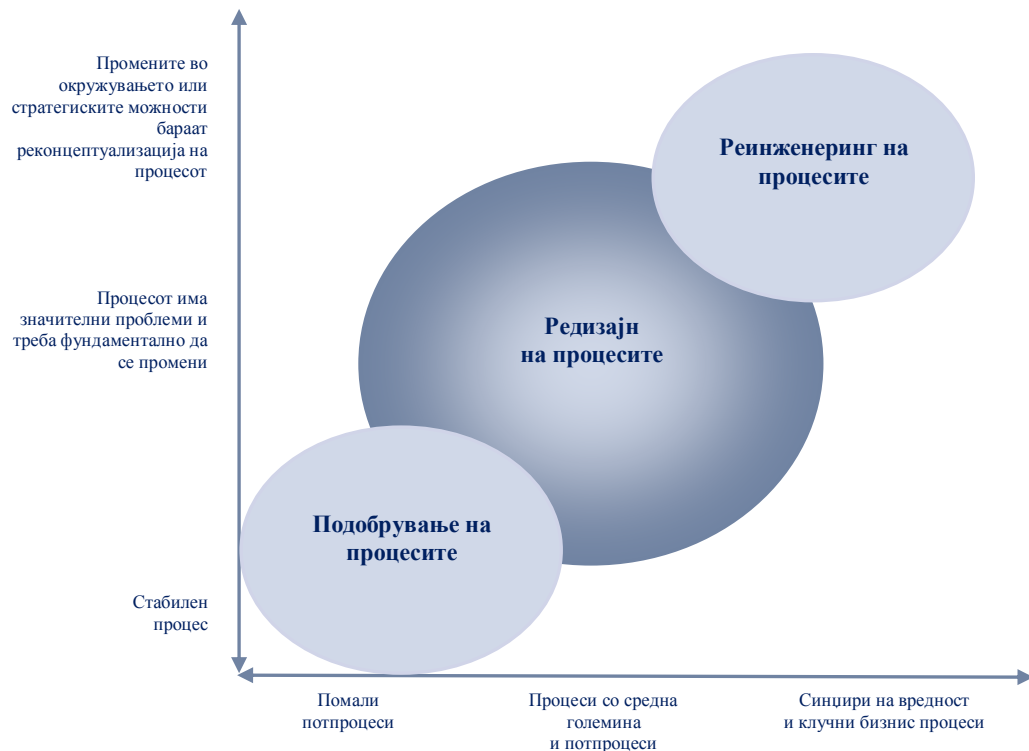 Промените во
окружувањето или
стратегиските можности
бараат
реконцептуализација на
процесот
Реинженеринг на
процесите
Процесот има
значителни проблеми и
треба фундаментално да
се промени
Редизајн
на процесите
Подобрување на
процесите
Стабилен
процес
Помали
потпроцеси
Процеси со средна
големина
и потпроцеси
Синџири на вредност
и клучни бизнис процеси